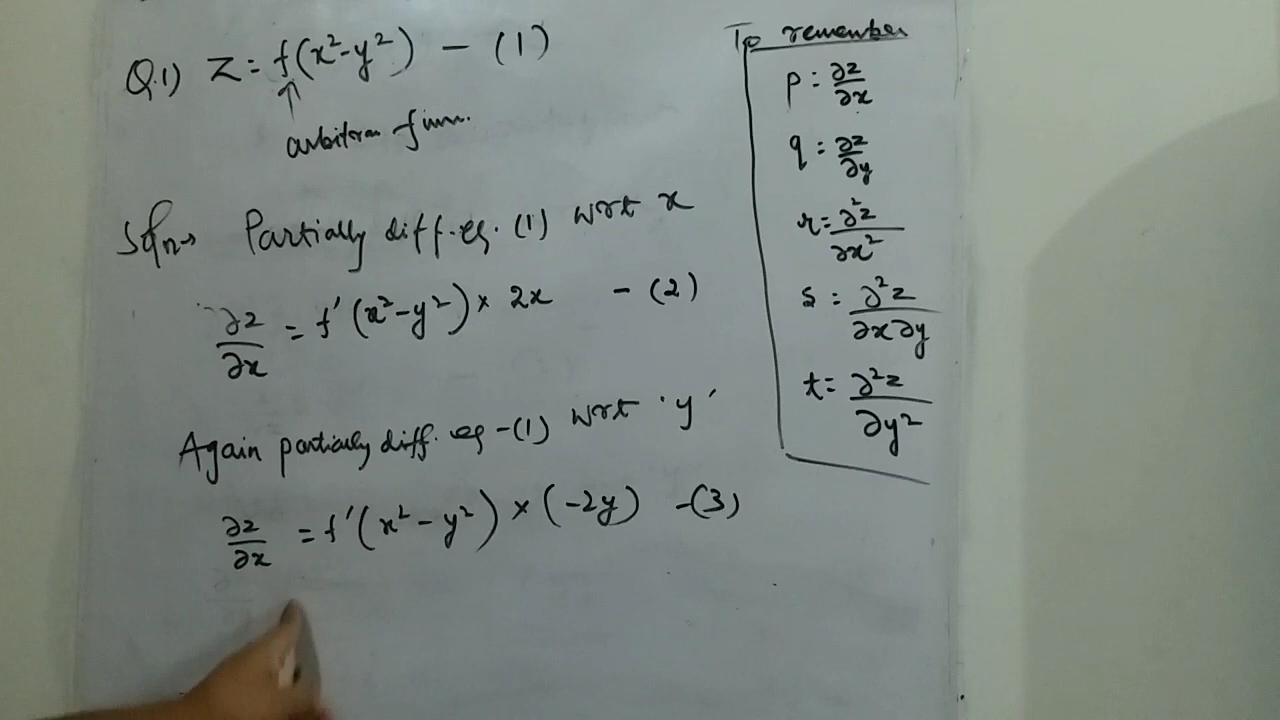 Q.1) Z = f(x²-y²) - (1)
arbitrary func.
Soln→ Partially diff. eq. (1) wrt x
∂z/∂x = f'(x²-y²) × 2x - (2)
Again partially diff. eq -(1) wrt 'y'
∂z/∂x = f'(x²-y²) × (-2y) -(3)
To remember
p = ∂z/∂x
q = ∂z/∂y
r = ∂²z/∂x²
s = ∂²z/∂x∂y
t = ∂²z/∂y²